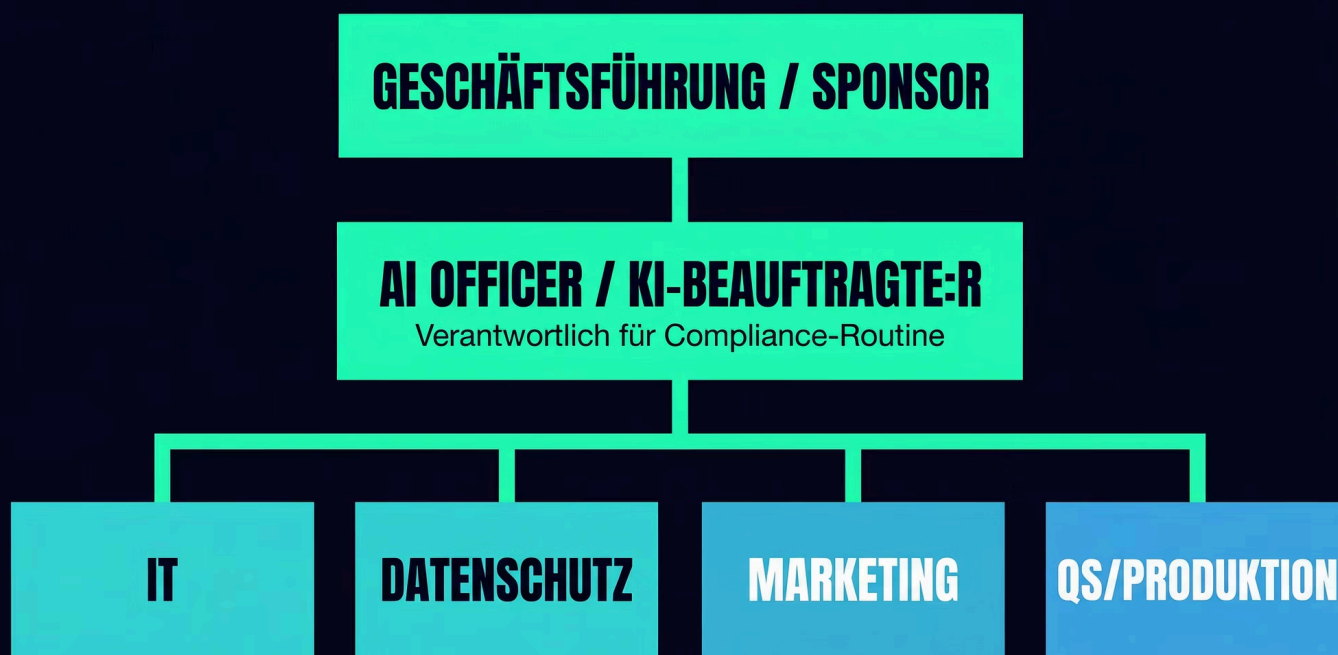 GESCHÄFTSFÜHRUNG / SPONSOR
AI OFFICER / KI-BEAUFTRAGTE:R
Verantwortlich für Compliance-Routine
IT
DATENSCHUTZ
MARKETING
QS/PRODUKTION